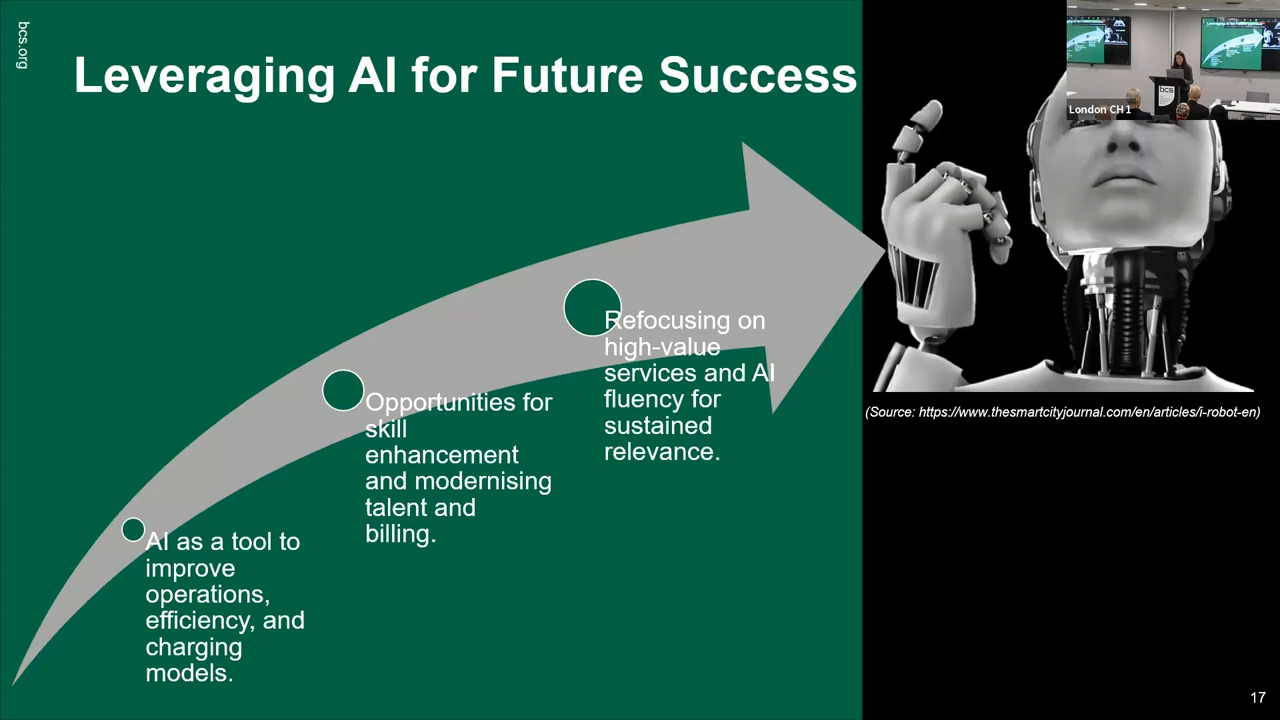 bcs.org
Leveraging AI for Future Success
London CH1
bcs
Refocusing on
high-value
services and AI
fluency for
sustained
relevance.
Opportunities for
skill
enhancement
and modernising
talent and
billing.
AI as a tool to
improve
operations,
efficiency, and
charging
models.
(Source: https://www.thesmartcityjournal.com/en/articles/i-robot-en)
17